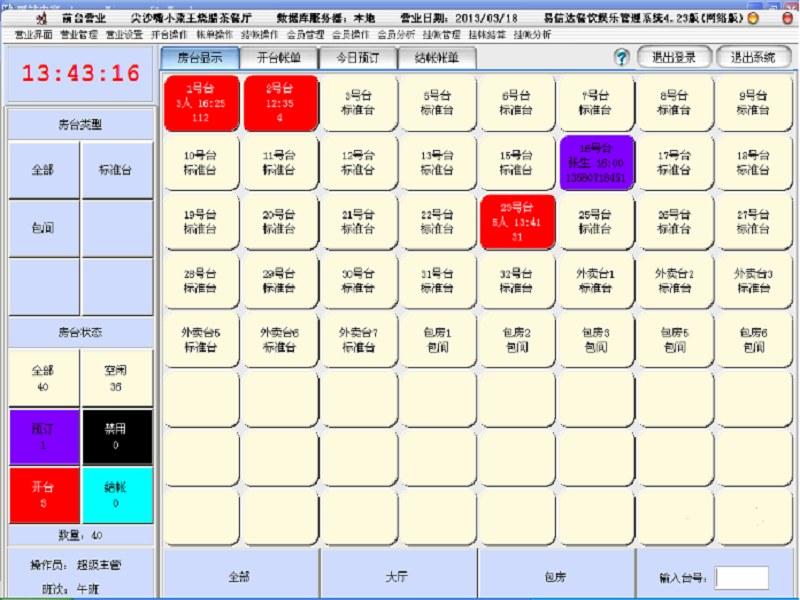 前台营业 尖沙嘴小菜王烧腊茶餐厅 数据库服务器：本地 营业日期：2013/03/18 易信达餐饮娱乐管理系统4.23版(网络版)
营业界面 营业管理 营业设置 开台操作 账单操作 结帐操作 会员管理 会员操作 会员分析 挂帐管理 挂帐结算 挂帐分析
13:43:16
房台显示 开台帐单 今日预订 结帐帐单 ? 退出登录 退出系统
房台类型
全部 标准台
包间
房台状态
全部 空闲
40 36
预订 禁用
1 0
开台 结帐
3 0
数量：40
操作员：超级主管
班次：午班
1号台 2号台 3号台 5号台 6号台 7号台 8号台 9号台
3人 16:25 12:35 标准台 标准台 标准台 标准台 标准台 标准台
112 4
10号台 11号台 12号台 13号台 15号台 16号台 17号台 18号台
标准台 标准台 标准台 标准台 标准台 张生 18:00 标准台 标准台
19号台 20号台 21号台 22号台 23号台 25号台 26号台 27号台
标准台 标准台 标准台 标准台 5人 13:41 标准台 标准台 标准台
31
28号台 29号台 30号台 31号台 32号台 外卖台1 外卖台2 外卖台3
标准台 标准台 标准台 标准台 标准台 标准台 标准台 标准台
外卖台5 外卖台6 外卖台7 包房1 包房2 包房3 包房5 包房6
标准台 标准台 标准台 包间 包间 包间 包间 包间
全部 大厅 包房 输入台号：